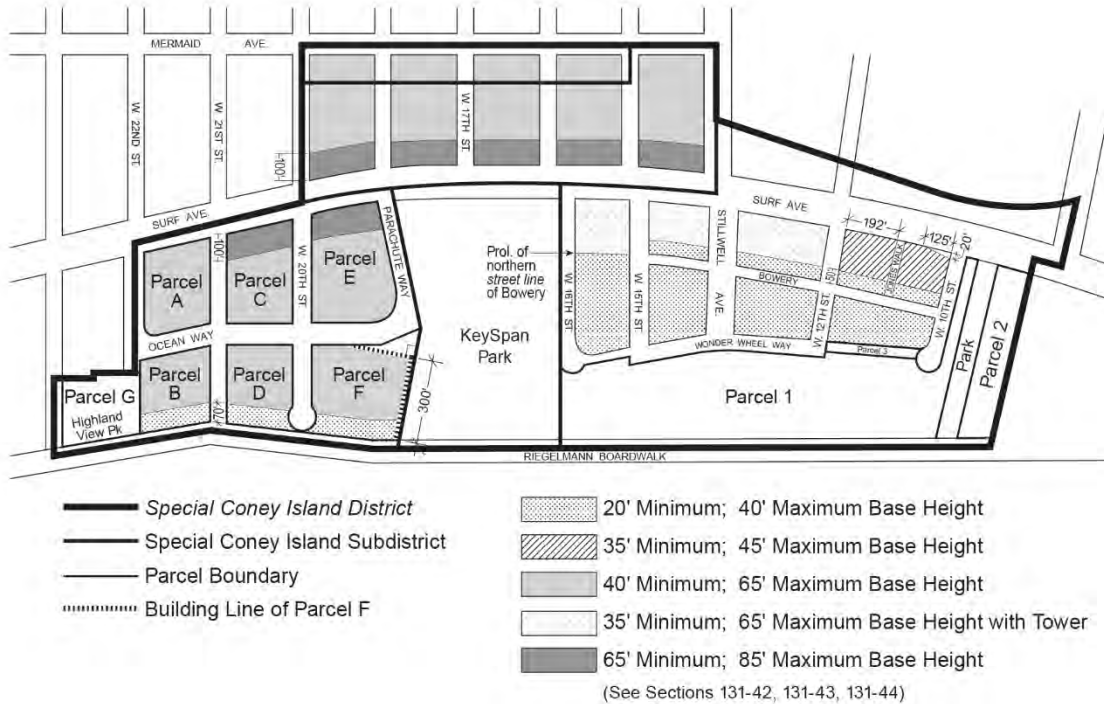 MERMAID AVE.
W. 22ND ST.
W. 21ST ST.
W. 17TH ST.
100'
SURF AVE.
SURF AVE.
192'
125'
20'
JONES WALK
100'
W. 20TH ST.
PARACHUTE WAY
Parcel
E
Parcel
A
Parcel
C
Prol. of
northern
street line
of Bowery
W. 16TH ST.
W. 15TH ST.
STILLWELL
AVE.
BOWERY
50'
W. 12TH ST.
W. 10TH ST.
OCEAN WAY
KeySpan
Park
WONDER WHEEL WAY
Parcel 3
Park
Parcel 2
Parcel G
Highland
View Pk
Parcel
B
Parcel
D
Parcel
F
70'
300'
Parcel 1
RIEGELMANN BOARDWALK
Special Coney Island District
Special Coney Island Subdistrict
Parcel Boundary
Building Line of Parcel F
20' Minimum; 40' Maximum Base Height
35' Minimum; 45' Maximum Base Height
40' Minimum; 65' Maximum Base Height
35' Minimum; 65' Maximum Base Height with Tower
65' Minimum; 85' Maximum Base Height
(See Sections 131-42, 131-43, 131-44)